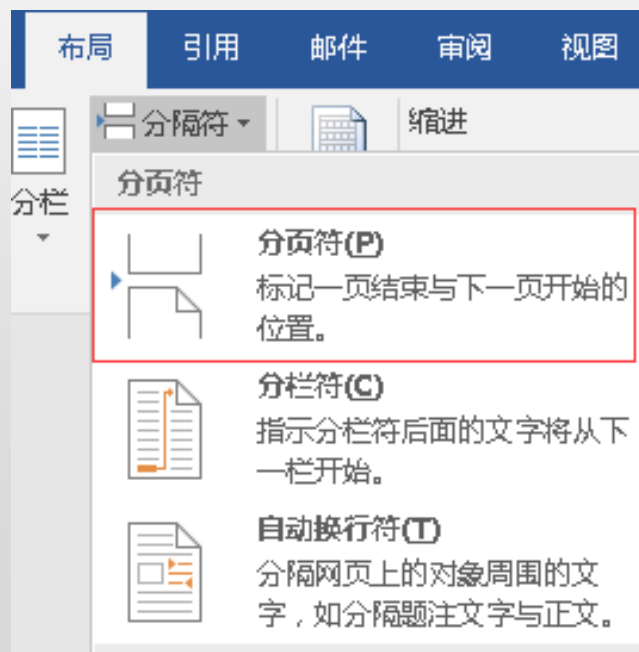 布局 引用 邮件 审阅 视图
分隔符 缩进
分栏
分页符
分页符(P)
标记一页结束与下一页开始的
位置。
分栏符(C)
指示分栏符后面的文字将从下
一栏开始。
自动换行符(T)
分隔网页上的对象周围的文
字，如分隔题注文字与正文。